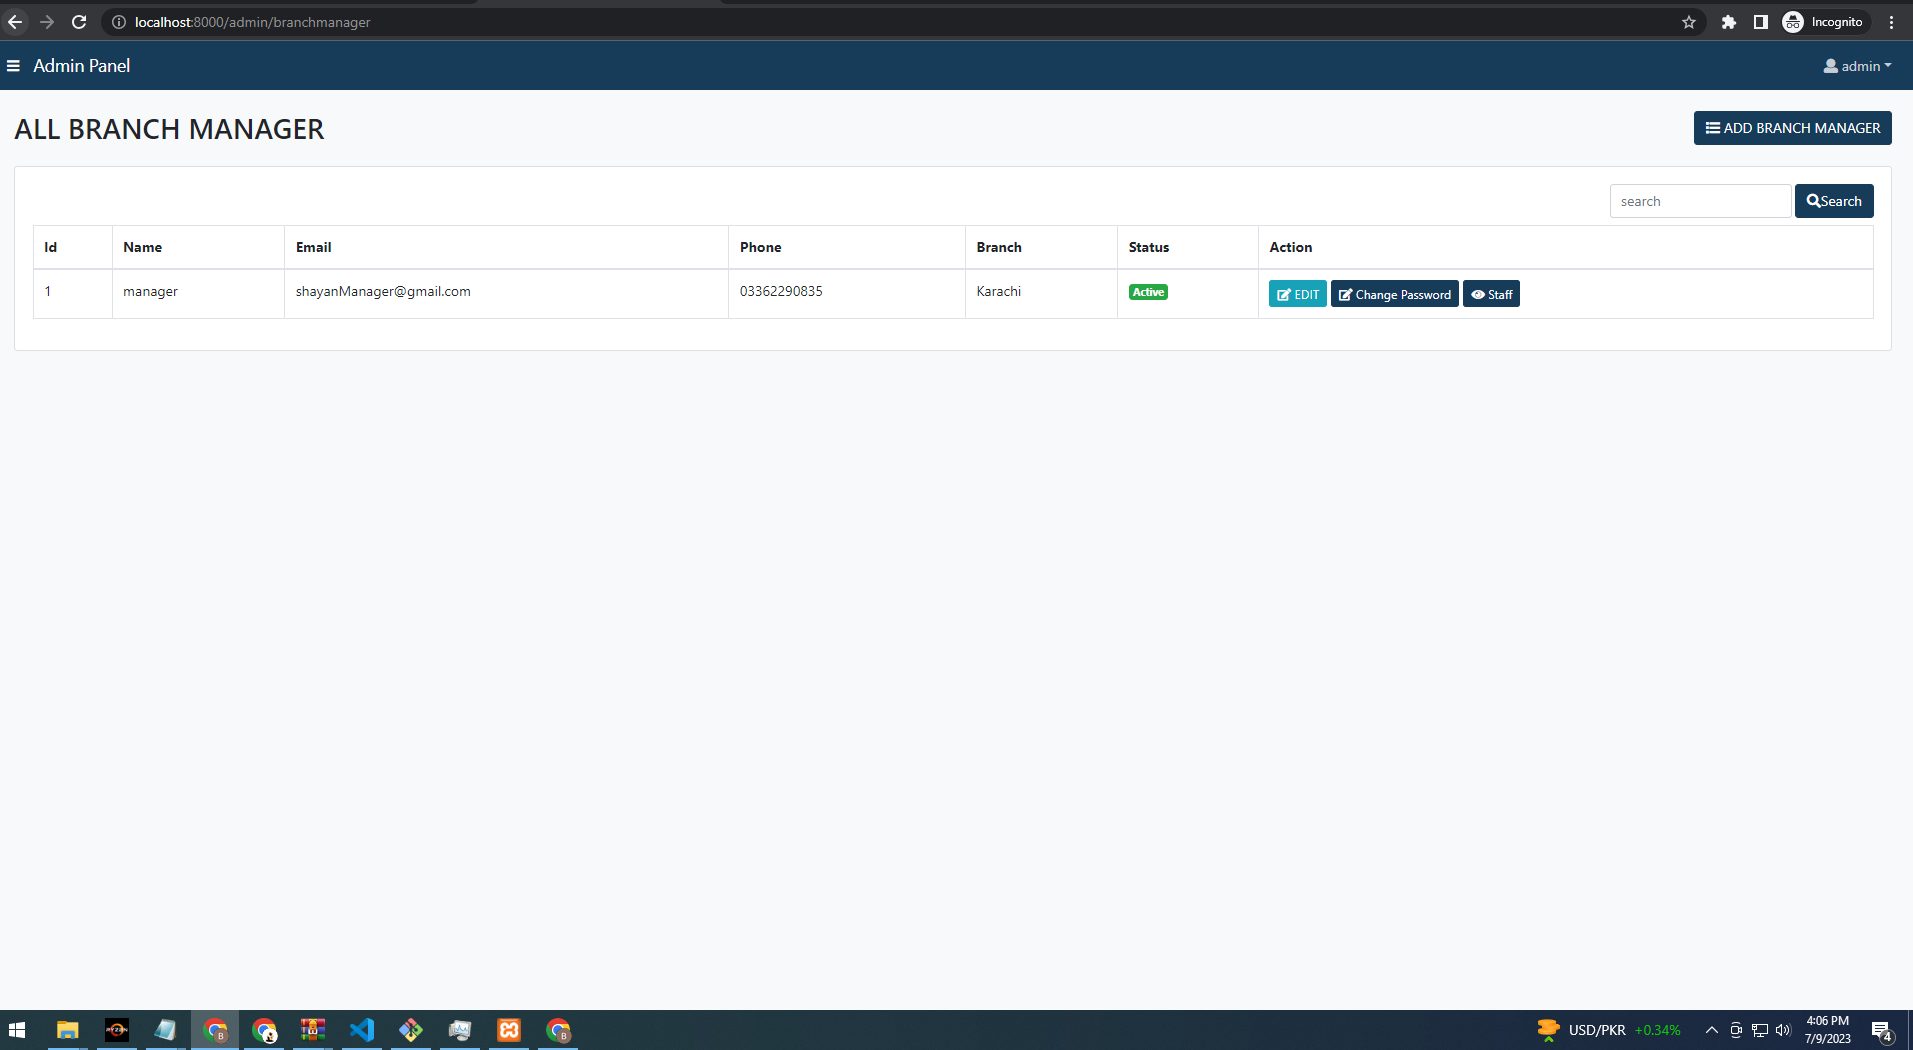 localhost:8000/admin/branchmanager
Incognito
Admin Panel
admin
ALL BRANCH MANAGER
ADD BRANCH MANAGER
search
Search
Id Name Email Phone Branch Status Action
1 manager shayanManager@gmail.com 03362290835 Karachi Active EDIT Change Password Staff
RYZEN
B
B
USD/PKR +0.34%
4:06 PM
7/9/2023
4